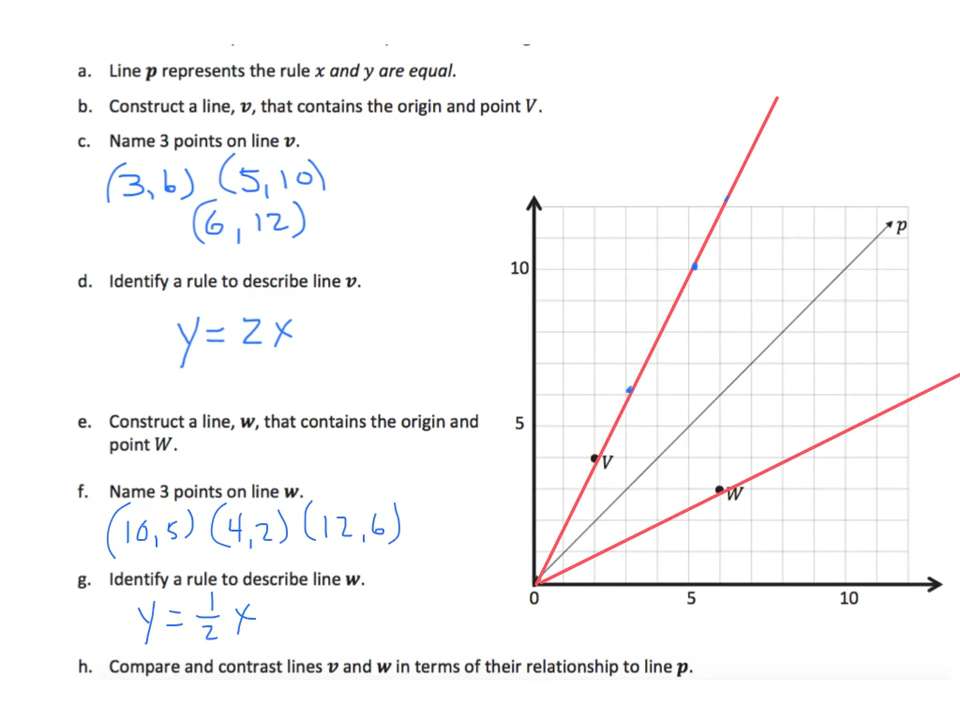 a. Line p represents the rule x and y are equal.
b. Construct a line, v, that contains the origin and point V.
c. Name 3 points on line v.
(3,6) (5,10)
(6,12)
d. Identify a rule to describe line v.
y = 2x
e. Construct a line, w, that contains the origin and
point W.
f. Name 3 points on line w.
(10,5) (4,2) (12,6)
g. Identify a rule to describe line w.
y = 1/2 x
h. Compare and contrast lines v and w in terms of their relationship to line p.
p
10
5
V
W
0 5 10